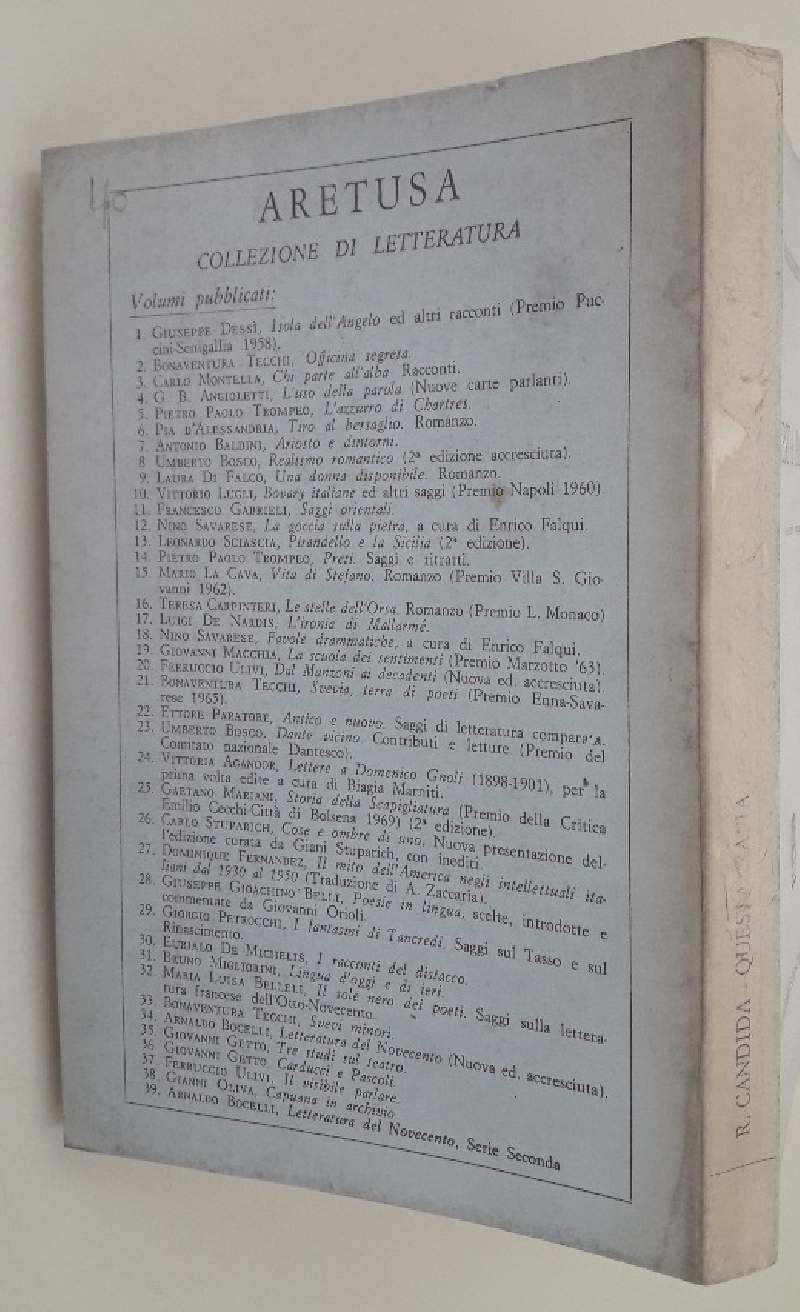 40
ARETUSA
COLLEZIONE DI LETTERATURA
Volumi pubblicati:
1. GIUSEPPE DESSÌ, Isola dell'Angelo ed altri racconti (Premio Puc-
cini-Senigallia 1958).
2. BONAVENTURA TECCHI, Officina segreta.
3. CARLO MONTELLA, Chi parte all'alba. Racconti.
4. G. B. ANGIOLETTI, L'uso della parola (Nuove carte parlanti).
5. PIETRO PAOLO TROMPEO, L'azzurro di Chartres.
6. PIA D'ALESSANDRIA, Tiro al bersaglio. Romanzo.
7. ANTONIO BALDINI, Ariosto e dintorni.
8. UMBERTO BOSCO, Realismo romantico (2ª edizione accresciuta).
9. LAURA DI FALCO, Una donna disponibile. Romanzo.
10. VITTORIO LUGLI, Bovary italiane ed altri saggi (Premio Napoli 1960)
11. FRANCESCO GABRIELI, Saggi orientali.
12. NINO SAVARESE, La goccia sulla pietra, a cura di Enrico Falqui
13. LEONARDO SCIASCIA, Pirandello e la Sicilia (2ª edizione).
14. PIETRO PAOLO TROMPEO, Preti. Saggi e ritratti.
15. MARIO LA CAVA, Vita di Stefano. Romanzo (Premio Villa S. Gio-
vanni 1962).
16. TERESA CARPINTERI, Le stelle dell'Orsa. Romanzo (Premio L. Monaco)
17. LUIGI DE NARDIS, L'ironia di Mallarmé.
18. NINO SAVARESE, Favole drammatiche, a cura di Enrico Falqui.
19. GIOVANNI MACCHIA, La scuola dei sentimenti (Premio Marzotto '63).
20. FERRUCCIO ULIVI, Dal Manzoni ai decadenti (Nuova ed. accresciuta)
21. BONAVENTURA TECCHI, Svevia, terra di poeti (Premio Enna-Sava-
rese 1965).
22. ETTORE PARATORE, Antico e nuovo. Saggi di letteratura comparata.
23. UMBERTO BOSCO, Dante vicino. Contributi e letture (Premio del
Comitato nazionale Dantesco).
24. VITTORIA AGANOOR, Lettere a Domenico Gnoli (1898-1901), per la
prima volta edite a cura di Biagia Marniti.
25. GAETANO MARIANI, Storia della Scapigliatura (Premio della Critica
Emilio Cecchi-Città di Bolsena 1969) (2ª edizione).
26. CARLO STUPARICH, Cose e ombre di uno. Nuova presentazione del-
l'edizione curata da Giani Stuparich, con inediti.
27. DOMINIQUE FERNANDEZ, Il mito dell'America negli intellettuali ita-
liani dal 1930 al 1950 (Traduzione di A. Zaccaria).
28. GIUSEPPE GIOACHINO BELLI, Poesie in lingua, scelte, introdotte e
commentate da Giovanni Orioli.
29. GIORGIO PETROCCHI, I fantasmi di Tancredi. Saggi sul Tasso e sul
Rinascimento.
30. EURIALO DE MICHELIS, I racconti del distacco.
31. BRUNO MIGLIORINI, Lingua d'oggi e di ieri.
32. MARIA LUISA BELLELI, Il sole nero dei poeti. Saggi sulla lettera-
tura francese dell'Otto-Novecento.
33. BONAVENTURA TECCHI, Svevi minori.
34. ARNALDO BOCELLI, Letteratura del Novecento (Nuova ed. accresciuta).
35. GIOVANNI GETTO, Tre studi sul teatro.
36. GIOVANNI GETTO, Carducci e Pascoli.
37. FERRUCCIO ULIVI, Il visibile parlare.
38. GIANNI OLIVA, Capuana in archivio
39. ARNALDO BOCELLI, Letteratura del Novecento, Serie Seconda
R. CANDIDA - QUESTA